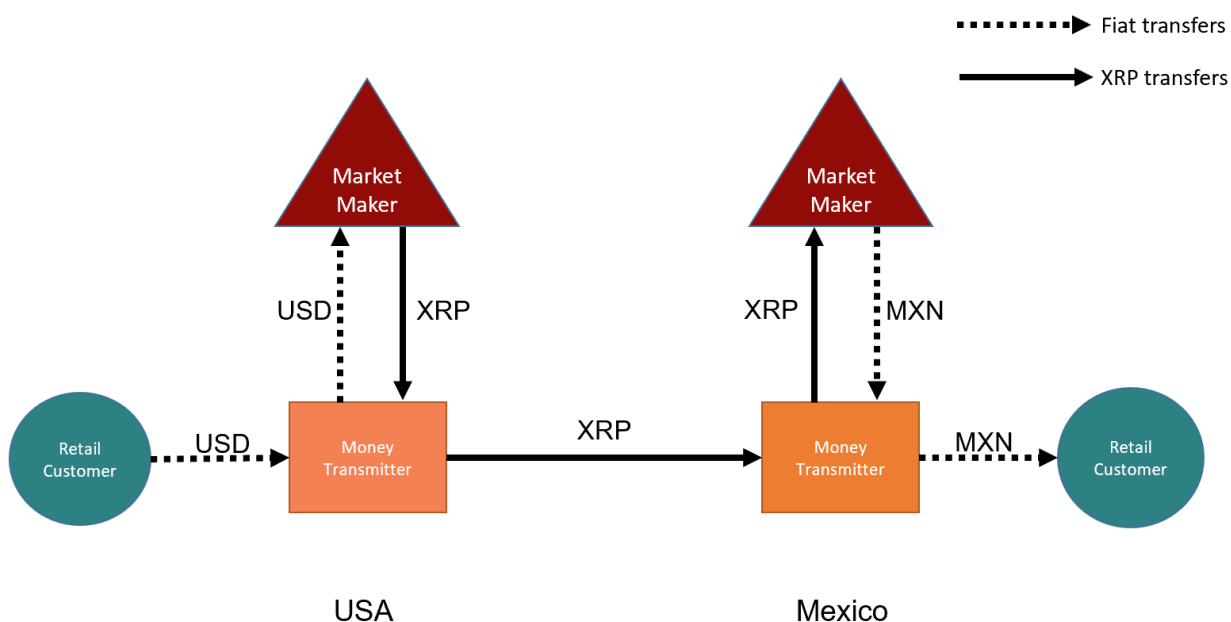 Fiat transfers
XRP transfers
Market
Maker
Market
Maker
USD
XRP
XRP
MXN
Retail
Customer
USD
Money
Transmitter
XRP
Money
Transmitter
MXN
Retail
Customer
USA
Mexico